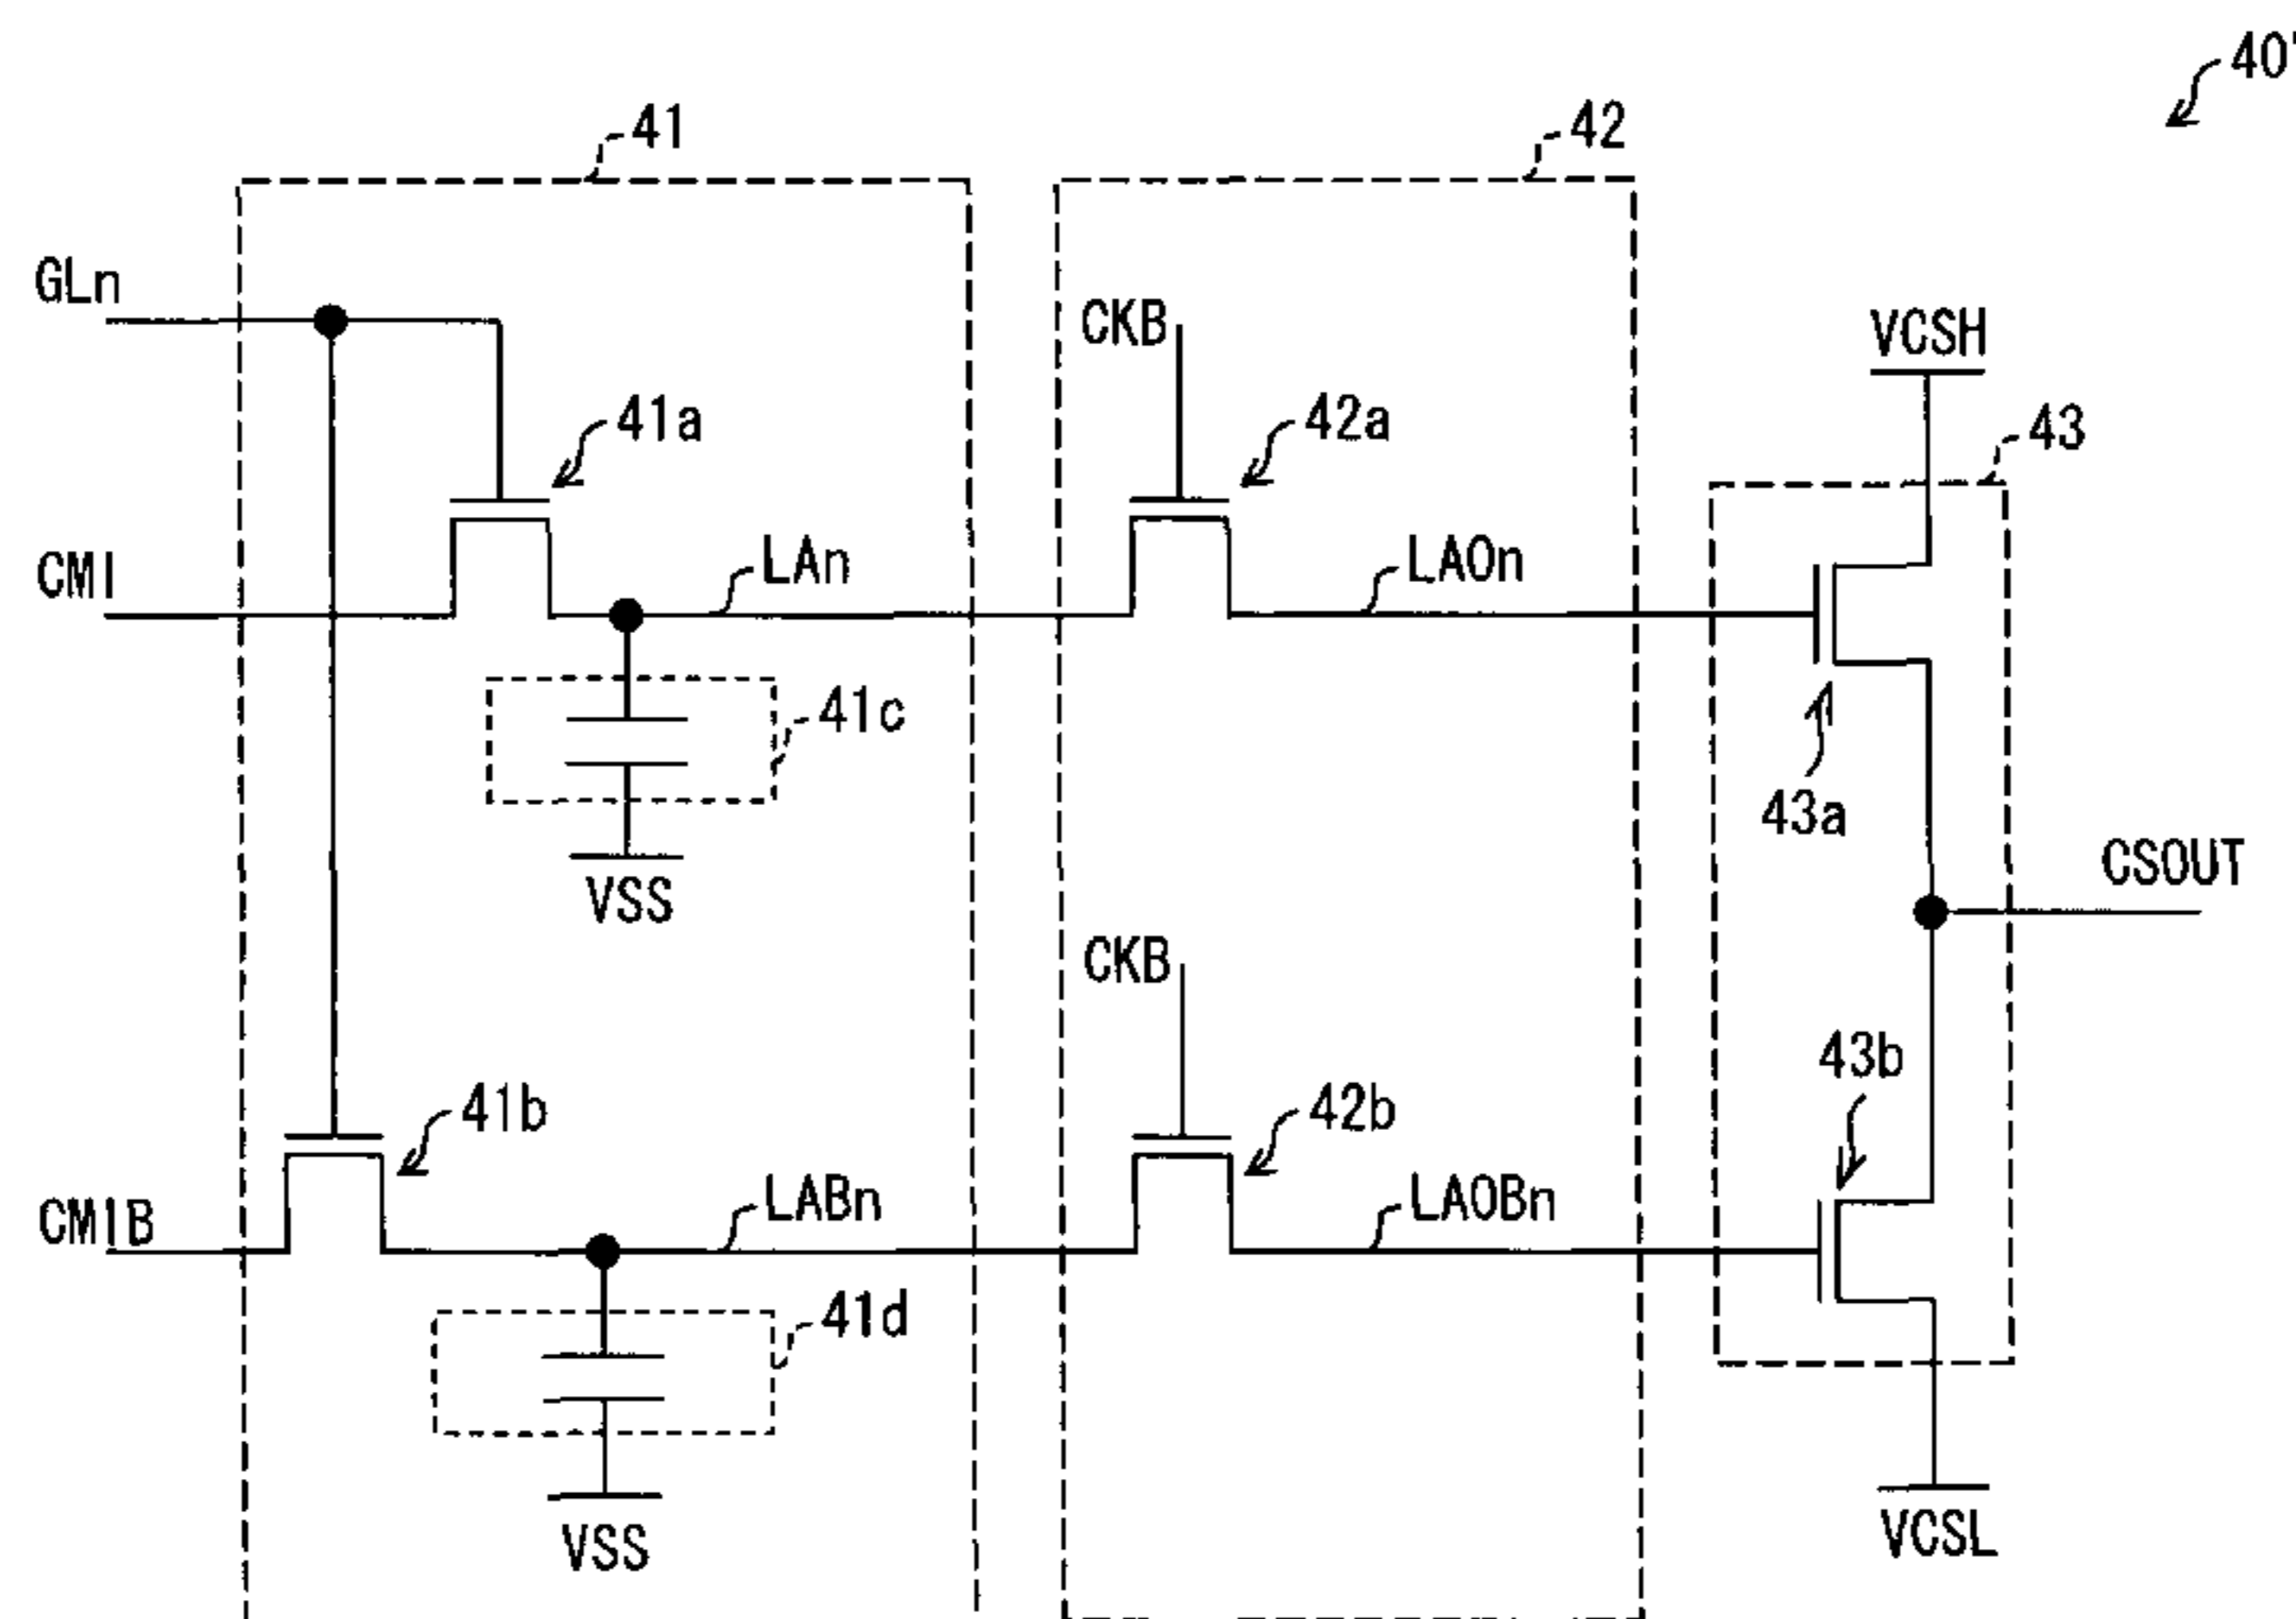 40'
41
42
GLn
CKB
VCSH
41a
42a
43
CMI
LAn
LAOn
41c
43a
VSS
CSOUT
CKB
43b
41b
42b
CMIB
LABn
LAOBn
41d
VSS
VCSL